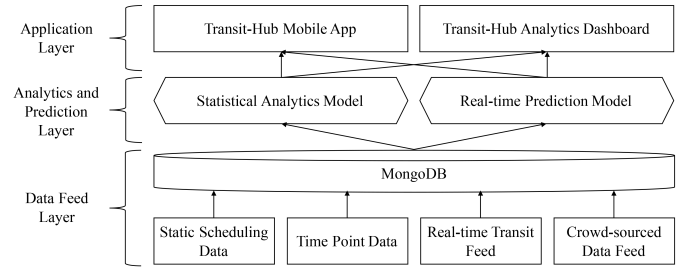 Application
Layer
Transit-Hub Mobile App
Transit-Hub Analytics Dashboard
Analytics and
Prediction
Layer
Statistical Analytics Model
Real-time Prediction Model
Data Feed
Layer
MongoDB
Static Scheduling
Data
Time Point Data
Real-time Transit
Feed
Crowd-sourced
Data Feed